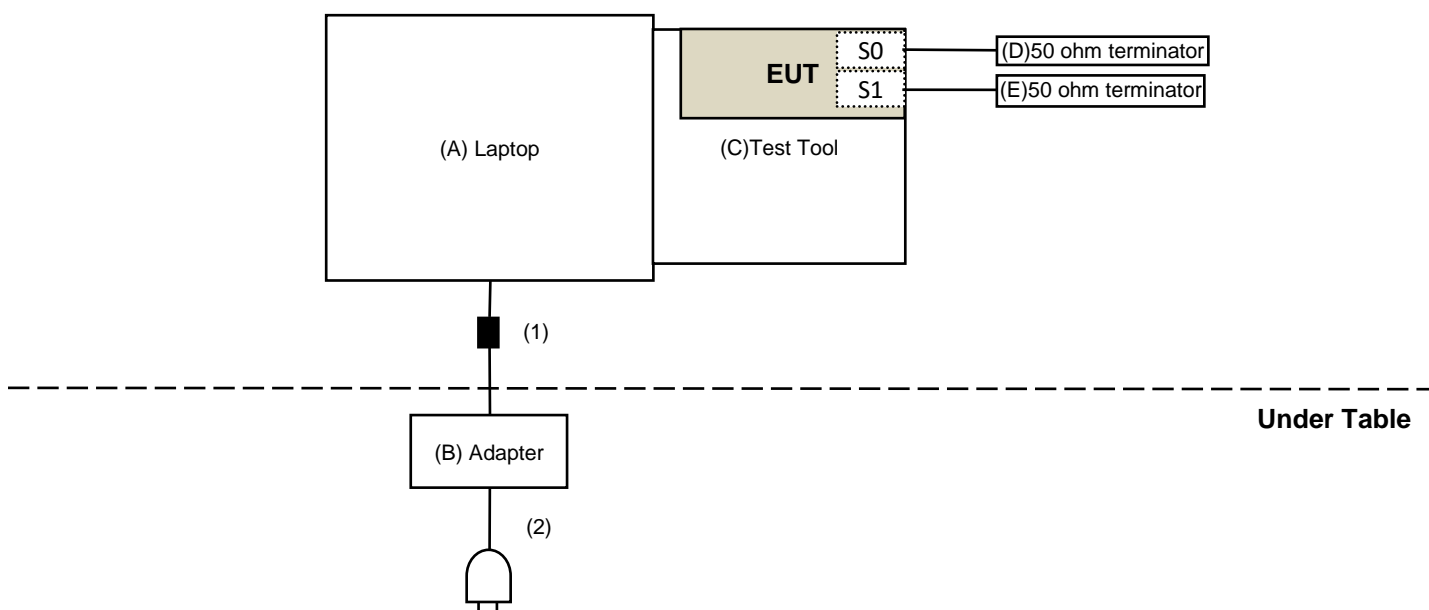 S0
(D)50 ohm terminator
EUT
S1
(E)50 ohm terminator
(A) Laptop
(C)Test Tool
(1)
Under Table
(B) Adapter
(2)